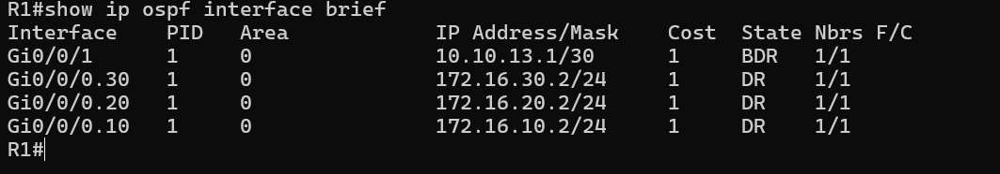 R1#show ip ospf interface brief
Interface    PID   Area            IP Address/Mask    Cost  State Nbrs F/C
Gi0/0/1      1     0               10.10.13.1/30      1     BDR   1/1
Gi0/0/0.30   1     0               172.16.30.2/24     1     DR    1/1
Gi0/0/0.20   1     0               172.16.20.2/24     1     DR    1/1
Gi0/0/0.10   1     0               172.16.10.2/24     1     DR    1/1
R1#